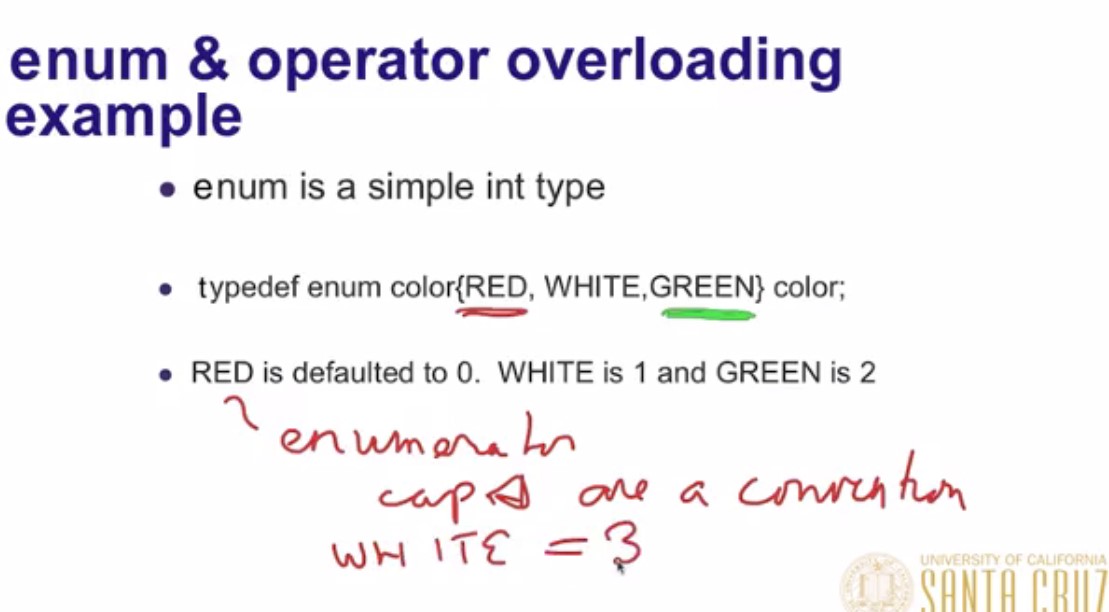 enum & operator overloading
example
• enum is a simple int type
• typedef enum color{RED, WHITE,GREEN} color;
• RED is defaulted to 0. WHITE is 1 and GREEN is 2
enumerator
caps are a convention
WHITE = 3
UNIVERSITY OF CALIFORNIA
SANTA CRUZ